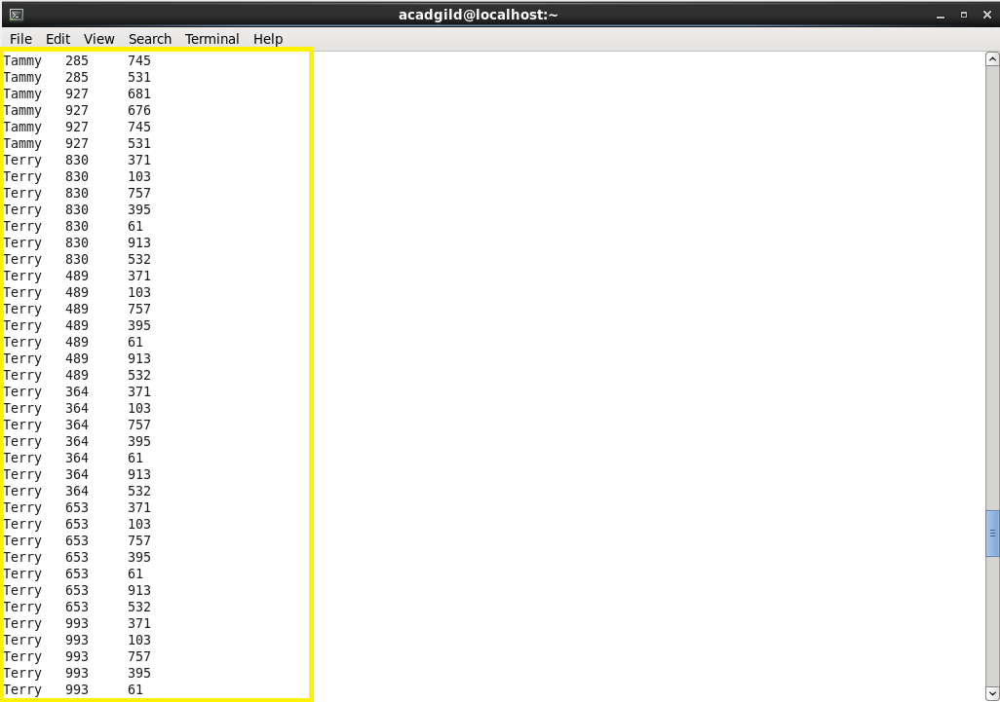 acadgild@localhost:~
File Edit View Search Terminal Help
Tammy 285 745
Tammy 285 531
Tammy 927 681
Tammy 927 676
Tammy 927 745
Tammy 927 531
Terry 830 371
Terry 830 103
Terry 830 757
Terry 830 395
Terry 830 61
Terry 830 913
Terry 830 532
Terry 489 371
Terry 489 103
Terry 489 757
Terry 489 395
Terry 489 61
Terry 489 913
Terry 489 532
Terry 364 371
Terry 364 103
Terry 364 757
Terry 364 395
Terry 364 61
Terry 364 913
Terry 364 532
Terry 653 371
Terry 653 103
Terry 653 757
Terry 653 395
Terry 653 61
Terry 653 913
Terry 653 532
Terry 993 371
Terry 993 103
Terry 993 757
Terry 993 395
Terry 993 61